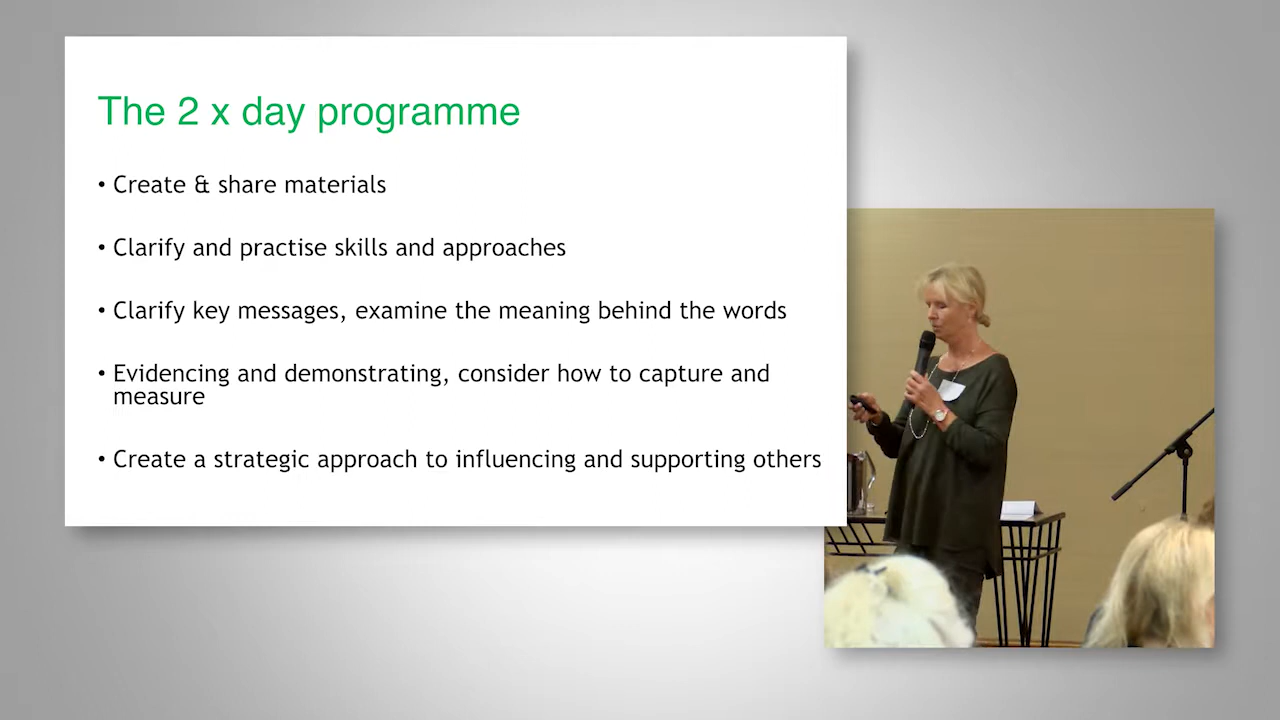 The 2 x day programme
• Create & share materials
• Clarify and practise skills and approaches
• Clarify key messages, examine the meaning behind the words
• Evidencing and demonstrating, consider how to capture and
measure
• Create a strategic approach to influencing and supporting others